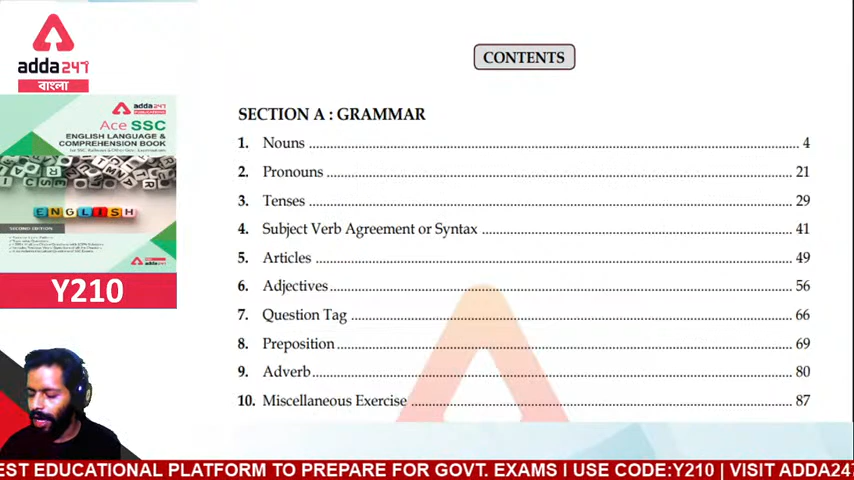 adda247
বাংলা
adda247
Ace SSC
ENGLISH LANGUAGE &
COMPREHENSION BOOK
ENGLISH
SECOND EDITION
adda247
Y210
CONTENTS
SECTION A : GRAMMAR
1. Nouns ........ 4
2. Pronouns ........ 21
3. Tenses ........ 29
4. Subject Verb Agreement or Syntax ........ 41
5. Articles ........ 49
6. Adjectives ........ 56
7. Question Tag ........ 66
8. Preposition ........ 69
9. Adverb ........ 80
10. Miscellaneous Exercise ........ 87
EST EDUCATIONAL PLATFORM TO PREPARE FOR GOVT. EXAMS I USE CODE:Y210 | VISIT ADDA247